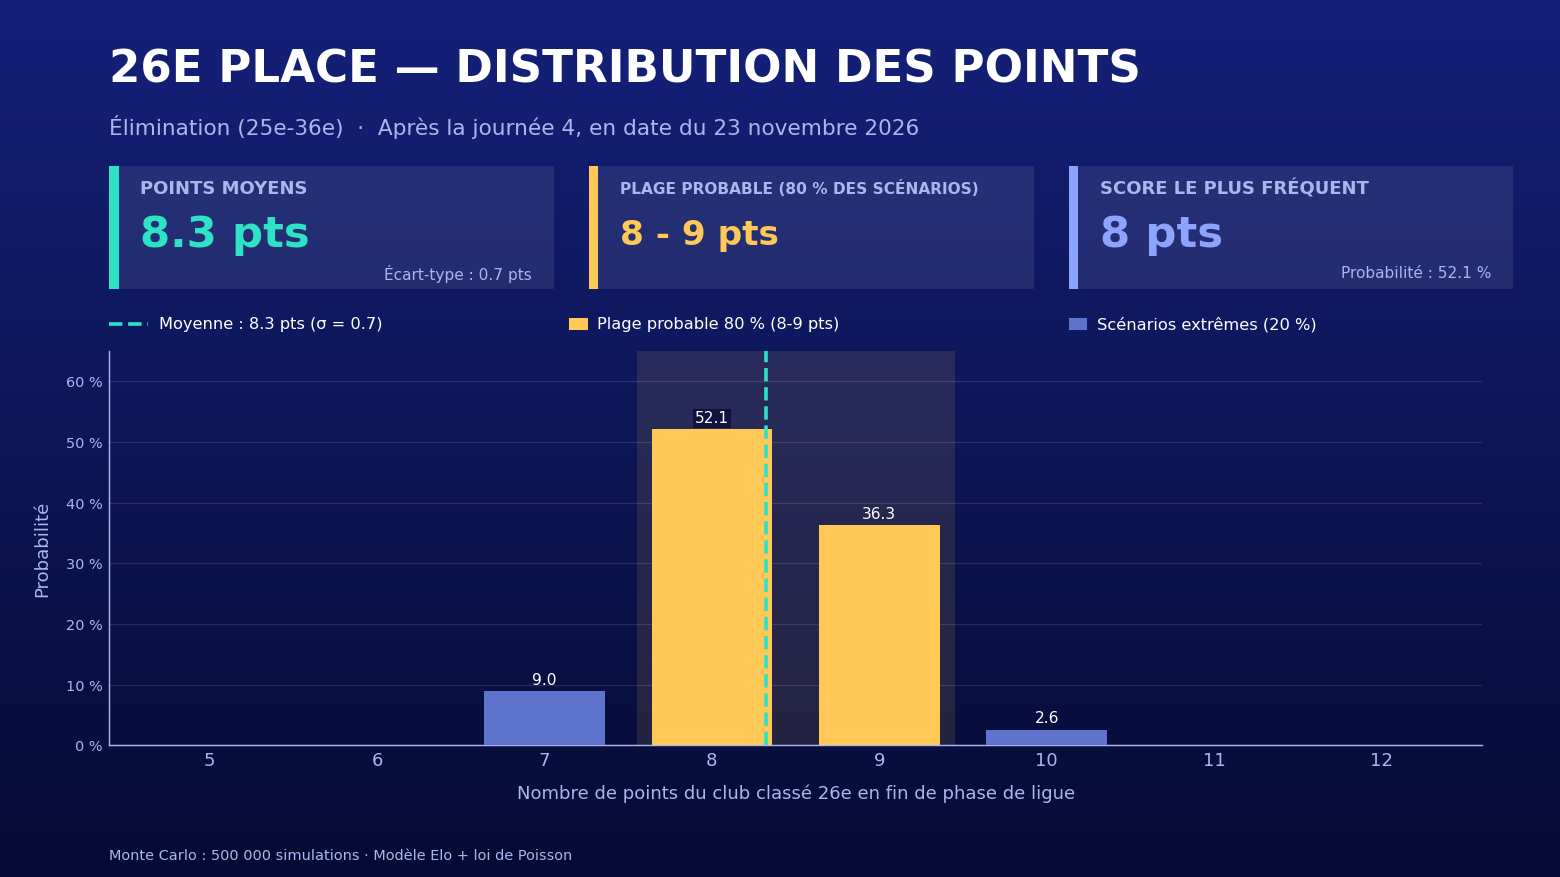 26E PLACE — DISTRIBUTION DES POINTS
Élimination (25e-36e) · Après la journée 4, en date du 23 novembre 2026
POINTS MOYENS
8.3 pts
Écart-type : 0.7 pts
PLAGE PROBABLE (80 % DES SCÉNARIOS)
8 - 9 pts
SCORE LE PLUS FRÉQUENT
8 pts
Probabilité : 52.1 %
Moyenne : 8.3 pts (σ = 0.7)
Plage probable 80 % (8-9 pts)
Scénarios extrêmes (20 %)
Probabilité
60 %
50 %
40 %
30 %
20 %
10 %
0 %
9.0
52.1
36.3
2.6
5 6 7 8 9 10 11 12
Nombre de points du club classé 26e en fin de phase de ligue
Monte Carlo : 500 000 simulations · Modèle Elo + loi de Poisson